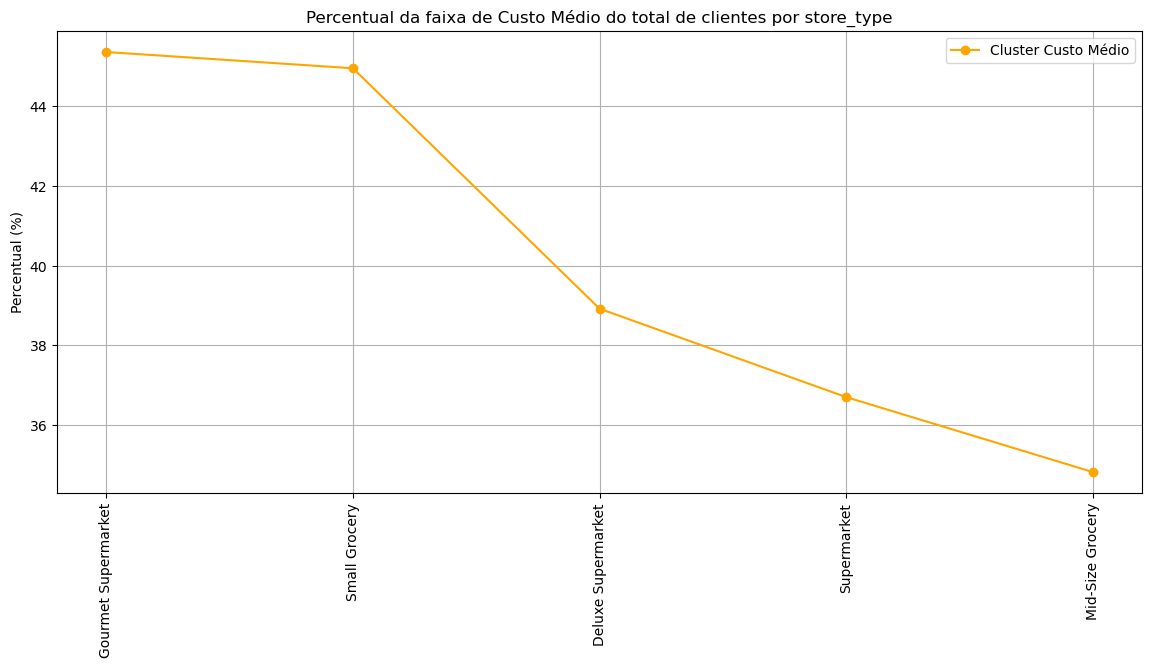 Percentual da faixa de Custo Médio do total de clientes por store_type
Cluster Custo Médio
Percentual (%)
44
42
40
38
36
Gourmet Supermarket
Small Grocery
Deluxe Supermarket
Supermarket
Mid-Size Grocery